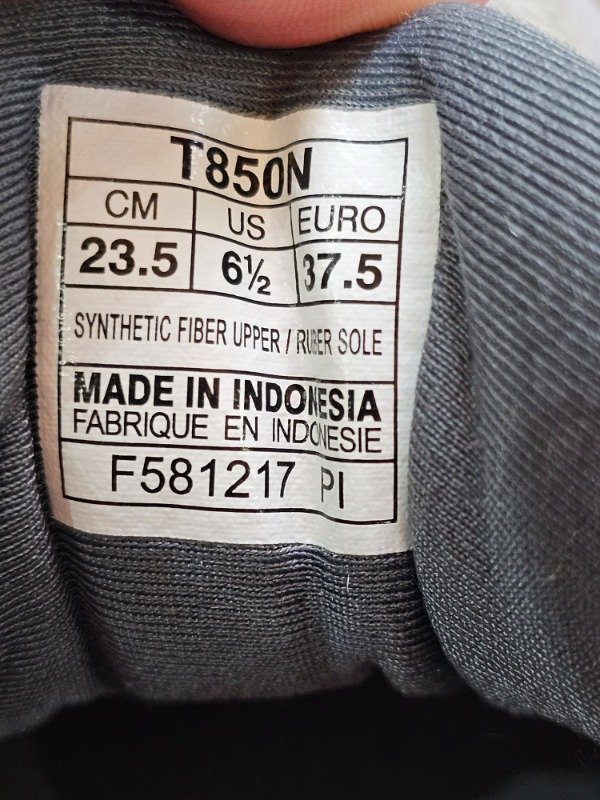 T850N
CM US EURO
23.5 6½ 37.5
SYNTHETIC FIBER UPPER / RUBBER SOLE
MADE IN INDONESIA
FABRIQUE EN INDONESIE
F581217 PI